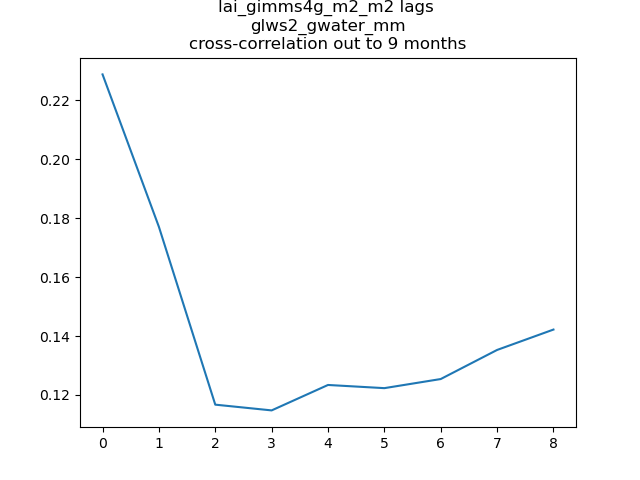 lai_gimms4g_m2_m2 lags
glws2_gwater_mm
cross-correlation out to 9 months
0.22
0.20
0.18
0.16
0.14
0.12
0 1 2 3 4 5 6 7 8